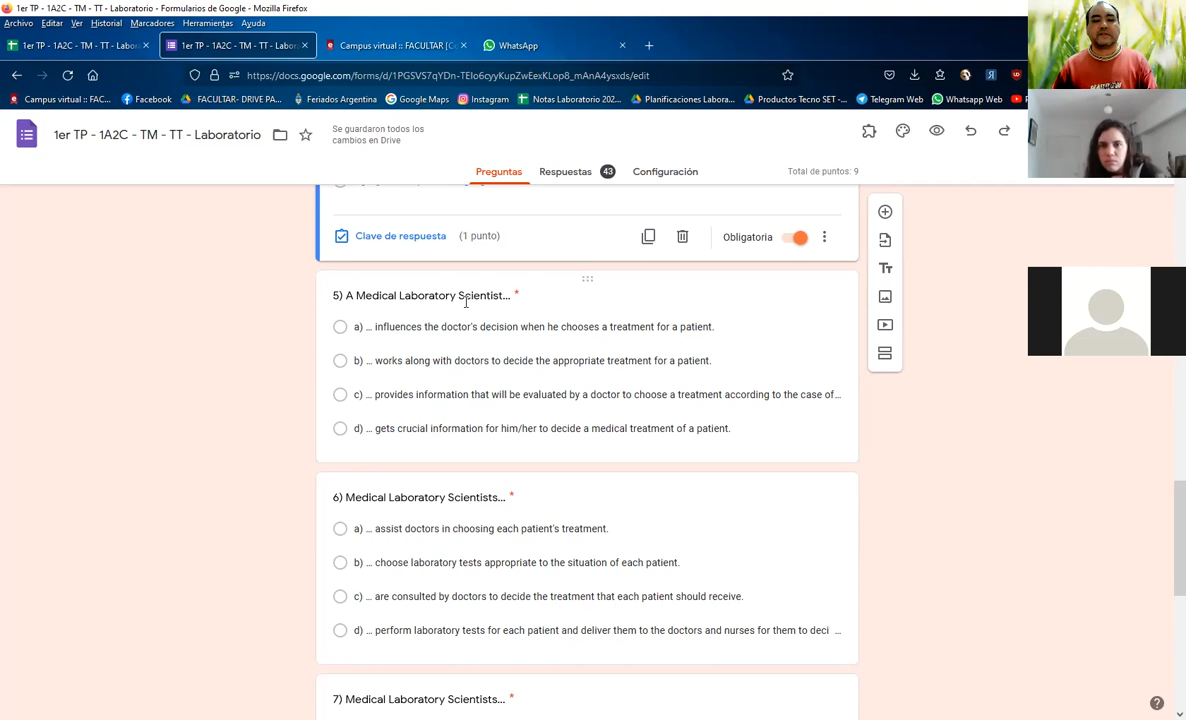 1er TP - 1A2C - TM - TT - Laboratorio - Formularios de Google - Mozilla Firefox
Archivo Editar Ver Historial Marcadores Herramientas Ayuda
1er TP - 1A2C - TM - TT - Labora 1er TP - 1A2C - TM - TT - Labora Campus virtual :: FACULTAR [C WhatsApp
https://docs.google.com/forms/d/1PGSVS7qYDn-TEIo6cyyKupZwEexKLop8_mAnA4ysxds/edit
Campus virtual :: FAC... Facebook FACULTAR- DRIVE PA... Feriados Argentina Google Maps Instagram Notas Laboratorio 202... Planificaciones Labora... Productos Tecno SET -... Telegram Web Whatsapp Web
1er TP - 1A2C - TM - TT - Laboratorio
Se guardaron todos los
cambios en Drive
Preguntas Respuestas 43 Configuración Total de puntos: 9
Clave de respuesta (1 punto) Obligatoria
5) A Medical Laboratory Scientist... *
a) ... influences the doctor's decision when he chooses a treatment for a patient.
b) ... works along with doctors to decide the appropriate treatment for a patient.
c) ... provides information that will be evaluated by a doctor to choose a treatment according to the case of...
d) ... gets crucial information for him/her to decide a medical treatment of a patient.
6) Medical Laboratory Scientists... *
a) ... assist doctors in choosing each patient's treatment.
b) ... choose laboratory tests appropriate to the situation of each patient.
c) ... are consulted by doctors to decide the treatment that each patient should receive.
d) ... perform laboratory tests for each patient and deliver them to the doctors and nurses for them to deci ...
7) Medical Laboratory Scientists... *